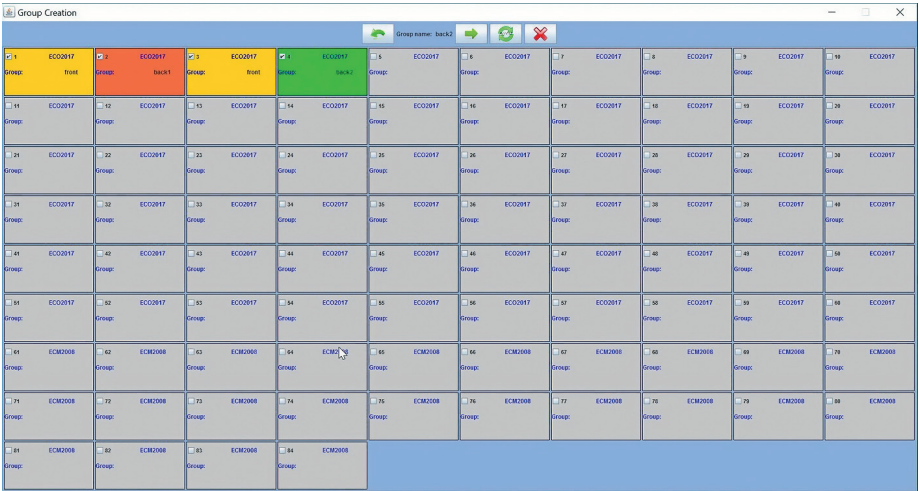 Group Creation
Group name: back2
1 ECO2017 2 ECO2017 3 ECO2017 4 ECO2017 5 ECO2017 6 ECO2017 7 ECO2017 8 ECO2017 9 ECO2017 10 ECO2017
Group: front Group: back1 Group: front Group: back2 Group: Group: Group: Group: Group: Group:
11 ECO2017 12 ECO2017 13 ECO2017 14 ECO2017 15 ECO2017 16 ECO2017 17 ECO2017 18 ECO2017 19 ECO2017 20 ECO2017
Group: Group: Group: Group: Group: Group: Group: Group: Group: Group:
21 ECO2017 22 ECO2017 23 ECO2017 24 ECO2017 25 ECO2017 26 ECO2017 27 ECO2017 28 ECO2017 29 ECO2017 30 ECO2017
Group: Group: Group: Group: Group: Group: Group: Group: Group: Group:
31 ECO2017 32 ECO2017 33 ECO2017 34 ECO2017 35 ECO2017 36 ECO2017 37 ECO2017 38 ECO2017 39 ECO2017 40 ECO2017
Group: Group: Group: Group: Group: Group: Group: Group: Group: Group:
41 ECO2017 42 ECO2017 43 ECO2017 44 ECO2017 45 ECO2017 46 ECO2017 47 ECO2017 48 ECO2017 49 ECO2017 50 ECO2017
Group: Group: Group: Group: Group: Group: Group: Group: Group: Group:
51 ECO2017 52 ECO2017 53 ECO2017 54 ECO2017 55 ECO2017 56 ECO2017 57 ECO2017 58 ECO2017 59 ECO2017 60 ECO2017
Group: Group: Group: Group: Group: Group: Group: Group: Group: Group:
61 ECM2008 62 ECM2008 63 ECM2008 64 65 ECM2008 66 ECM2008 67 ECM2008 68 ECM2008 69 ECM2008 70 ECM2008
Group: Group: Group: Group: Group: Group: Group: Group: Group: Group:
71 ECM2008 72 ECM2008 73 ECM2008 74 ECM2008 75 ECM2008 76 ECM2008 77 ECM2008 78 ECM2008 79 ECM2008 80 ECM2008
Group: Group: Group: Group: Group: Group: Group: Group: Group: Group:
81 ECM2008 82 ECM2008 83 ECM2008 84 ECM2008
Group: Group: Group: Group: